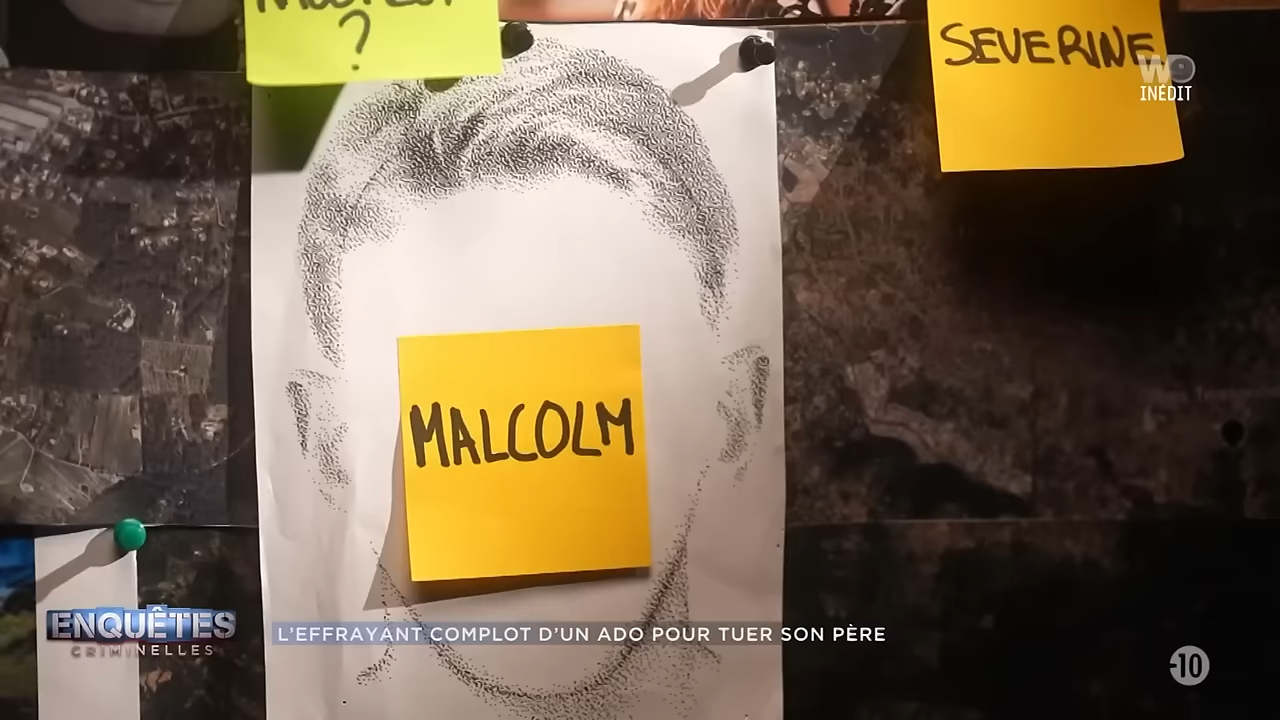 ?
SEVERINE
W9
INÉDIT
MALCOLM
ENQUÊTES
CRIMINELLES
L'EFFRAYANT COMPLOT D'UN ADO POUR TUER SON PÈRE
-10